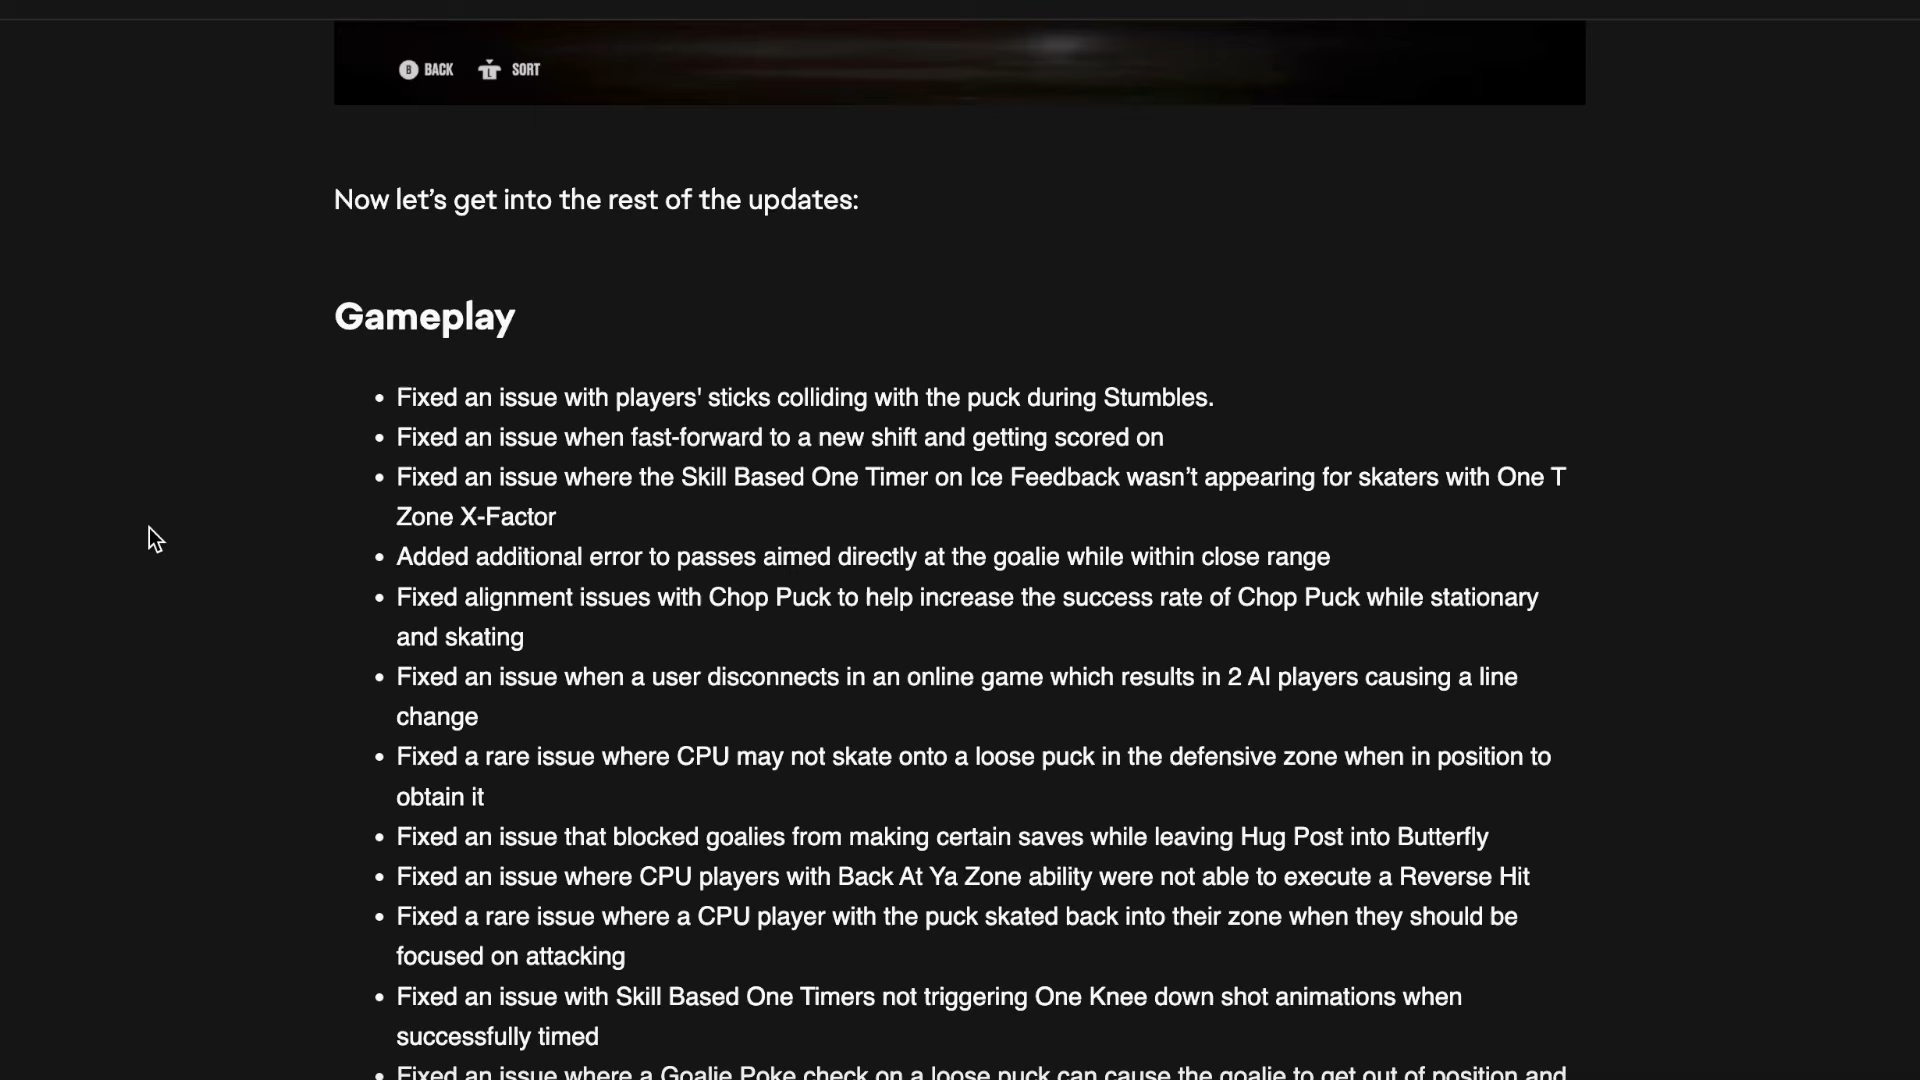 B BACK L SORT
Now let’s get into the rest of the updates:
Gameplay
• Fixed an issue with players' sticks colliding with the puck during Stumbles.
• Fixed an issue when fast-forward to a new shift and getting scored on
• Fixed an issue where the Skill Based One Timer on Ice Feedback wasn’t appearing for skaters with One T
Zone X-Factor
• Added additional error to passes aimed directly at the goalie while within close range
• Fixed alignment issues with Chop Puck to help increase the success rate of Chop Puck while stationary
and skating
• Fixed an issue when a user disconnects in an online game which results in 2 AI players causing a line
change
• Fixed a rare issue where CPU may not skate onto a loose puck in the defensive zone when in position to
obtain it
• Fixed an issue that blocked goalies from making certain saves while leaving Hug Post into Butterfly
• Fixed an issue where CPU players with Back At Ya Zone ability were not able to execute a Reverse Hit
• Fixed a rare issue where a CPU player with the puck skated back into their zone when they should be
focused on attacking
• Fixed an issue with Skill Based One Timers not triggering One Knee down shot animations when
successfully timed
• Fixed an issue where a Goalie Poke check on a loose puck can cause the goalie to get out of position and